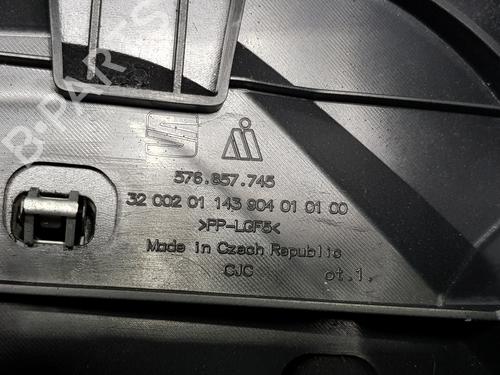 B-PARTS
576.857.745
32 002 01 143 904 01 01 00
>PP-LGF5<
Made in Czech Republic
CJC
ot.1.